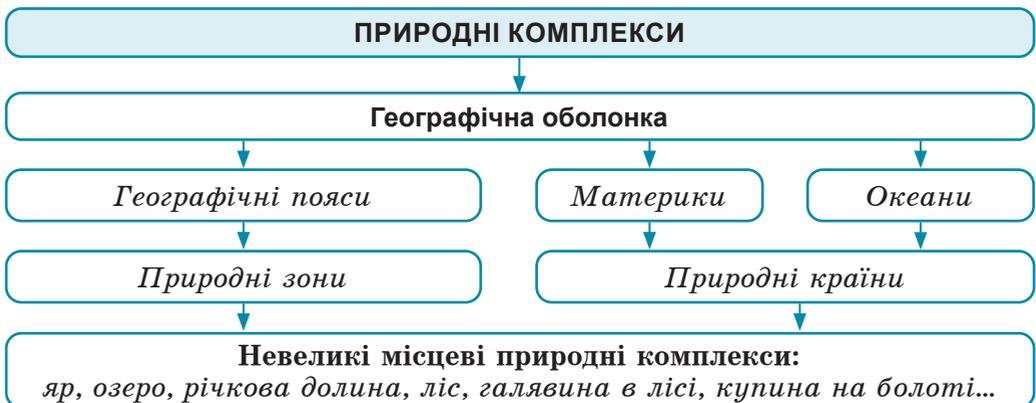 ПРИРОДНІ КОМПЛЕКСИ
Географічна оболонка
Географічні пояси
Материки
Океани
Природні зони
Природні країни
Невеликі місцеві природні комплекси:
яр, озеро, річкова долина, ліс, галявина в лісі, купина на болоті...